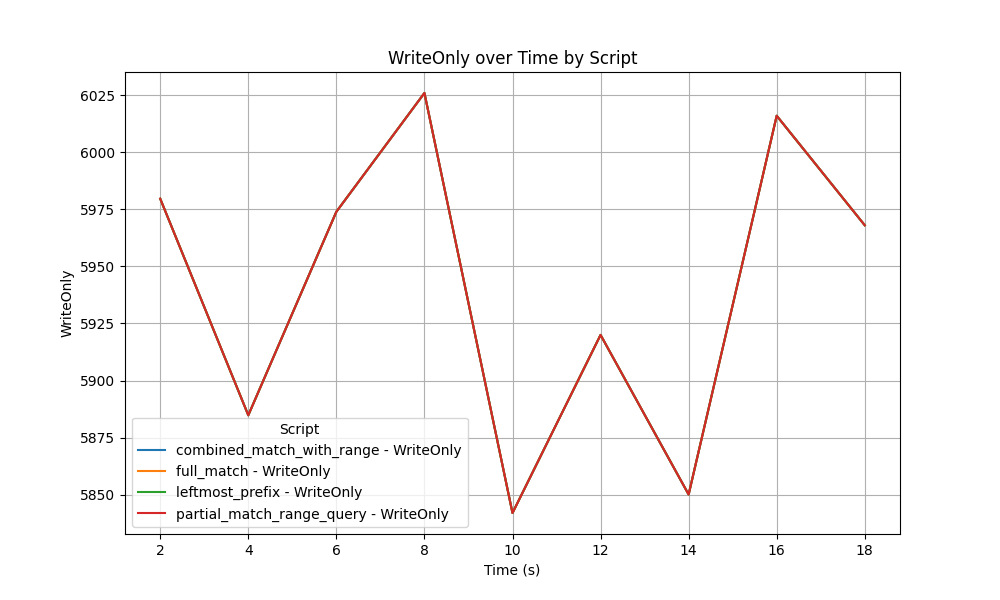 WriteOnly over Time by Script
WriteOnly
6025
6000
5975
5950
5925
5900
5875
5850
Script
combined_match_with_range - WriteOnly
full_match - WriteOnly
leftmost_prefix - WriteOnly
partial_match_range_query - WriteOnly
2 4 6 8 10 12 14 16 18
Time (s)